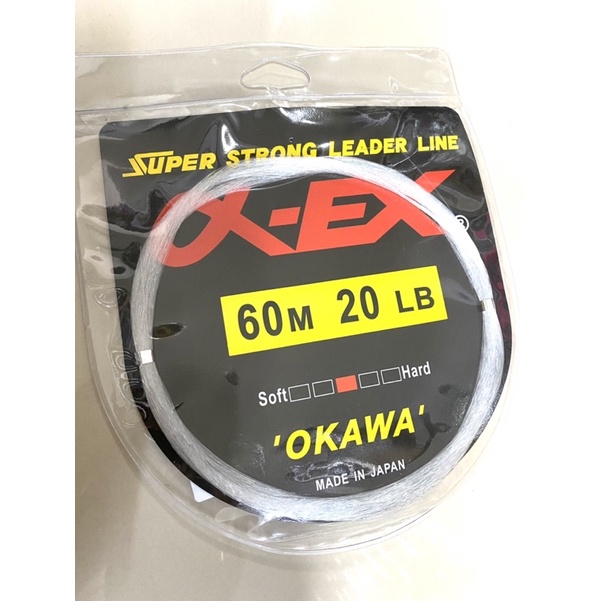 SUPER STRONG LEADER LINE
α-EX®
60M 20 LB
Soft Hard
'OKAWA'
MADE IN JAPAN